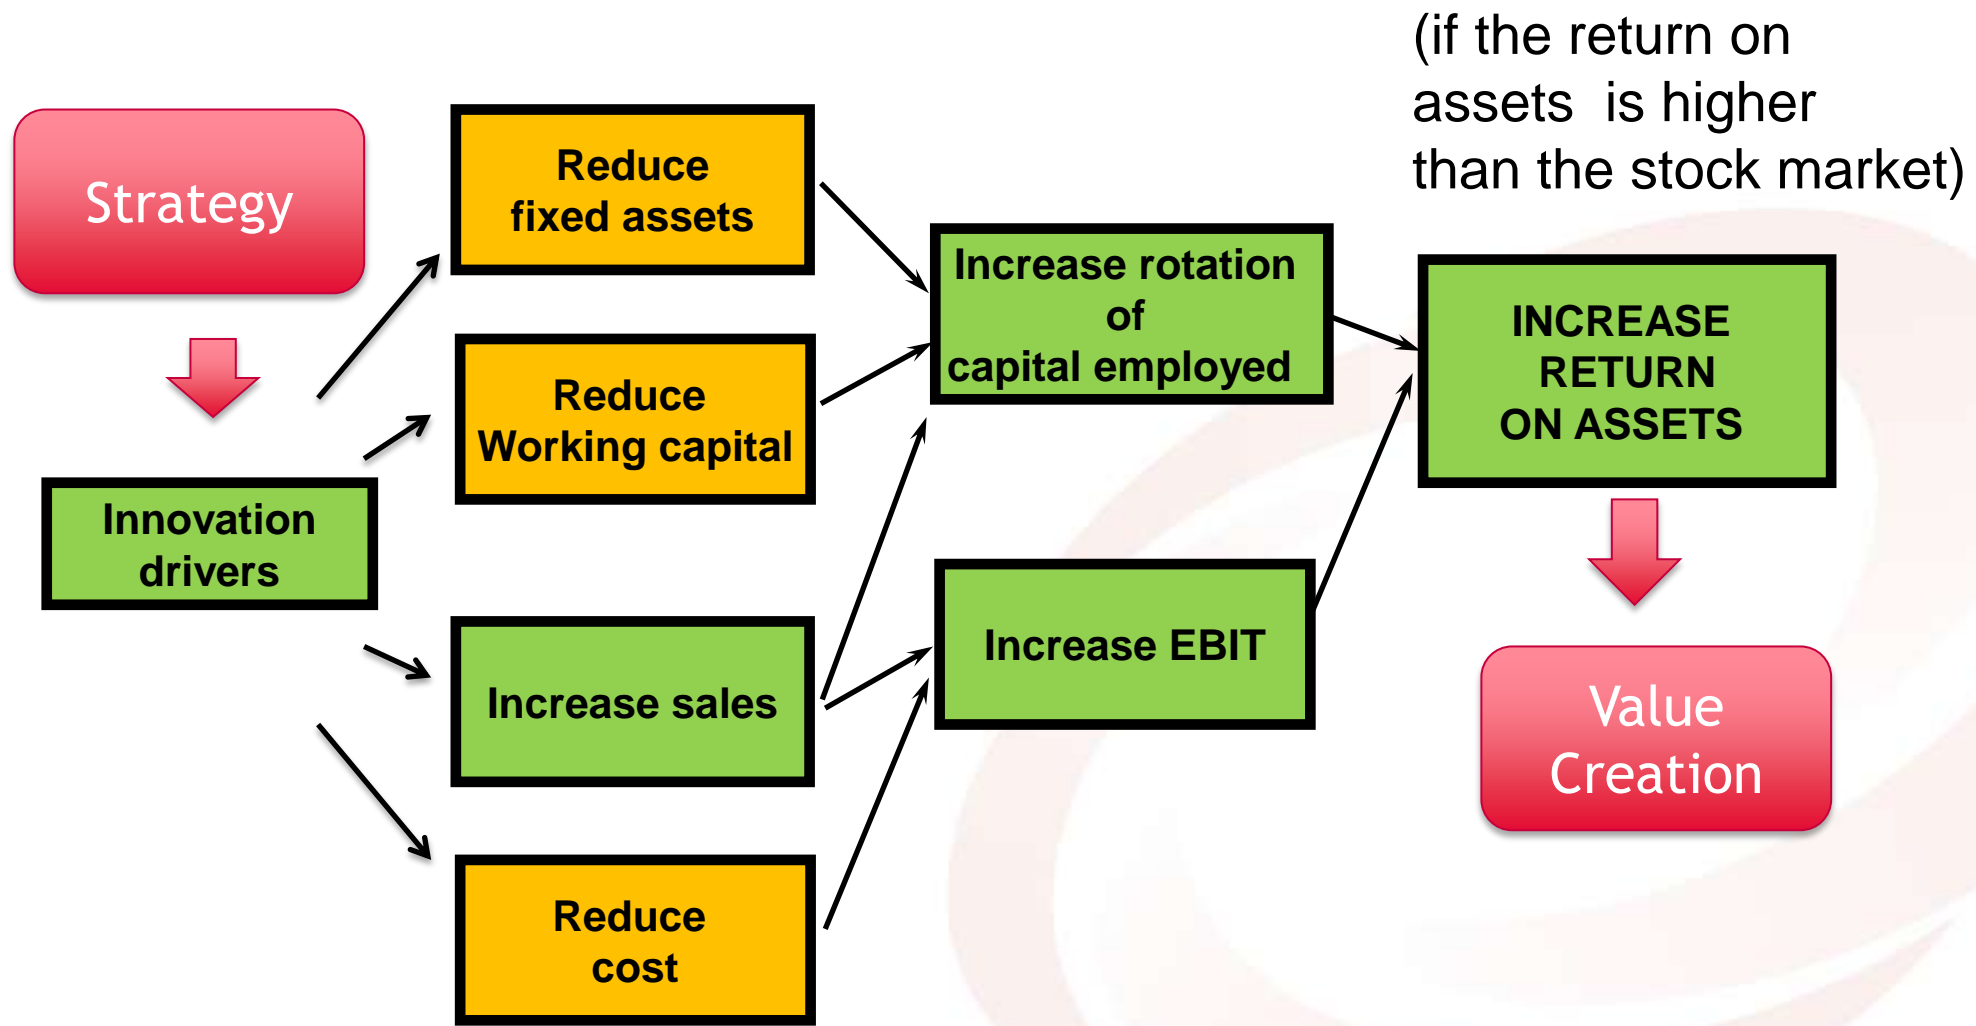 (if the return on
assets is higher
than the stock market)
Strategy
Innovation
drivers
Reduce
fixed assets
Reduce
Working capital
Increase sales
Reduce
cost
Increase rotation
of
capital employed
Increase EBIT
INCREASE
RETURN
ON ASSETS
Value
Creation